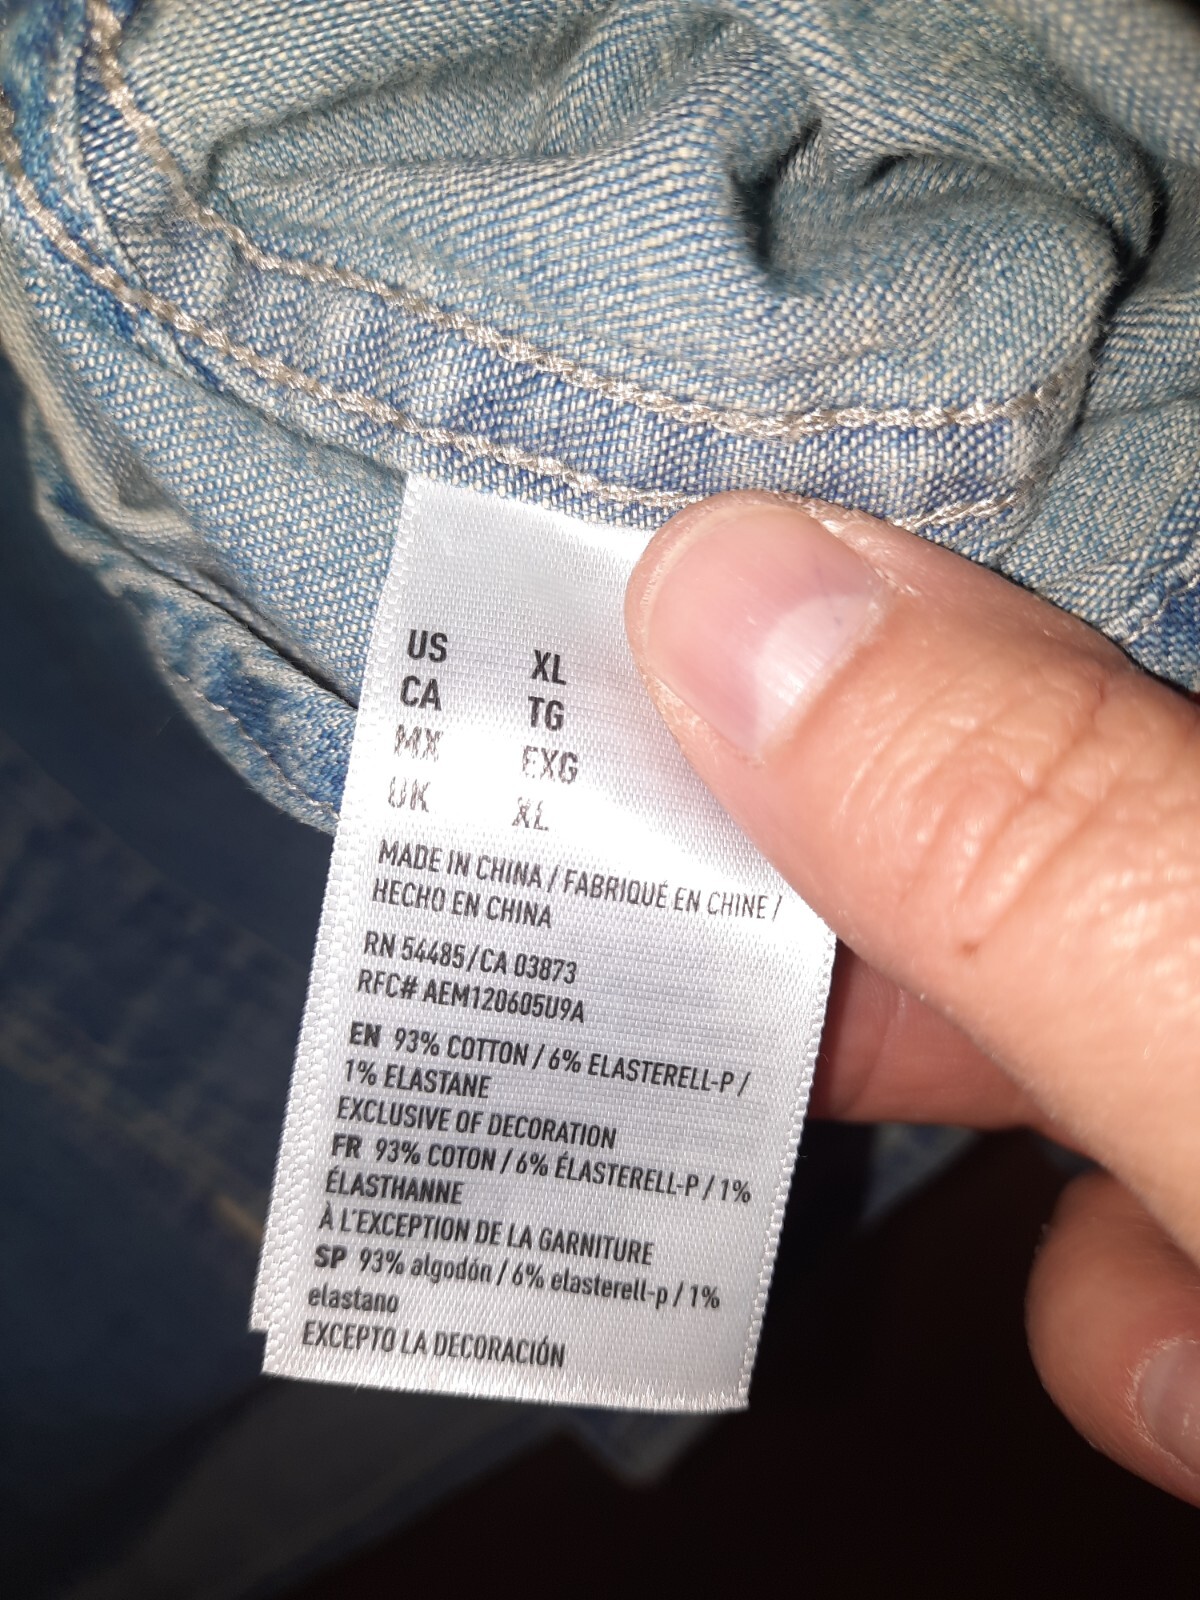 US XL
CA TG
MX EXG
UK XL
MADE IN CHINA / FABRIQUÉ EN CHINE /
HECHO EN CHINA
RN 54485/CA 03873
RFC# AEM120605U9A
EN 93% COTTON / 6% ELASTERELL-P /
1% ELASTANE
EXCLUSIVE OF DECORATION
FR 93% COTON / 6% ÉLASTERELL-P / 1%
ÉLASTHANNE
À L'EXCEPTION DE LA GARNITURE
SP 93% algodón / 6% elasterell-p / 1%
elastano
EXCEPTO LA DECORACIÓN